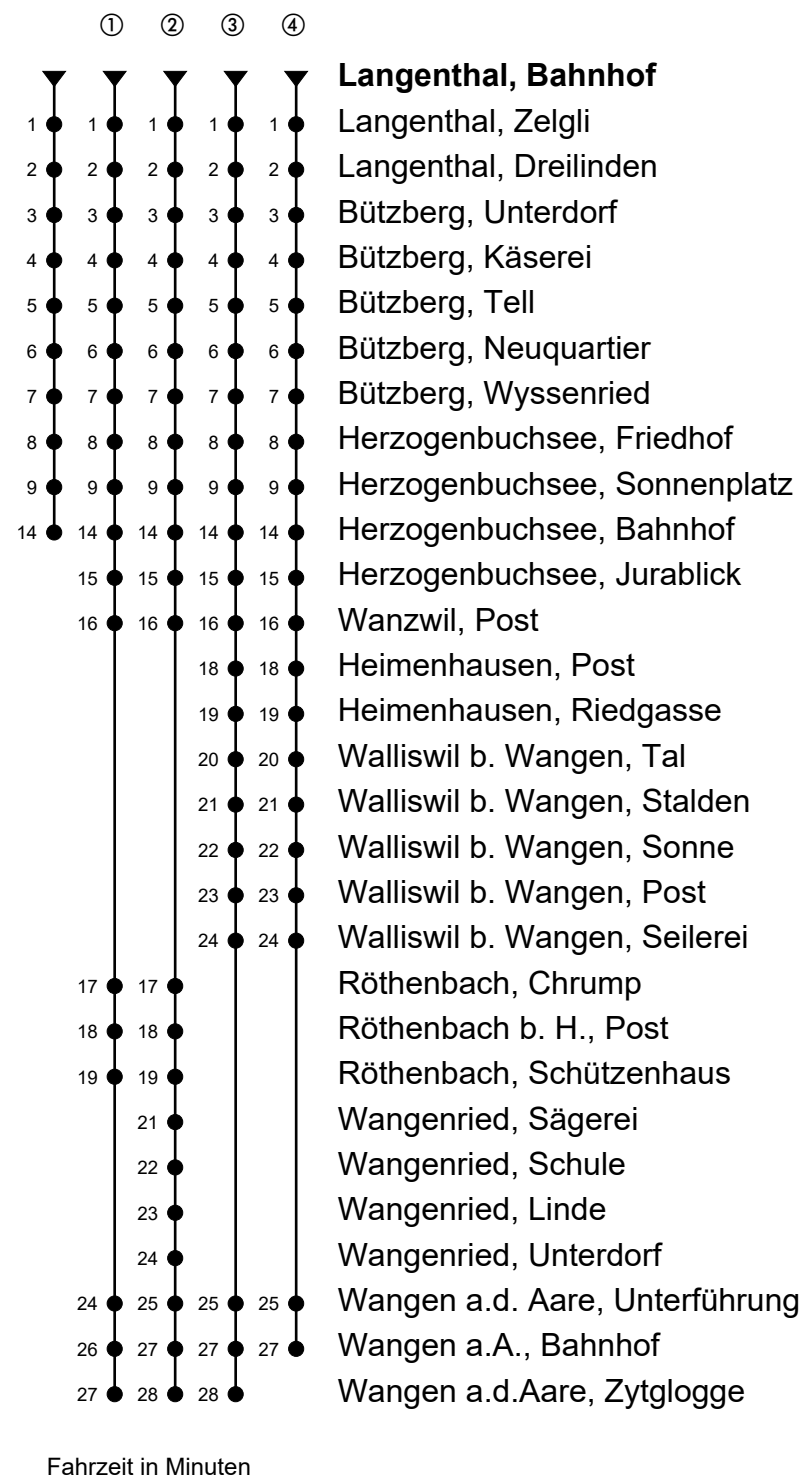 ① ② ③ ④
Langenthal, Bahnhof
1 1 1 1 1 Langenthal, Zelgli
2 2 2 2 2 Langenthal, Dreilinden
3 3 3 3 3 Bützberg, Unterdorf
4 4 4 4 4 Bützberg, Käserei
5 5 5 5 5 Bützberg, Tell
6 6 6 6 6 Bützberg, Neuquartier
7 7 7 7 7 Bützberg, Wyssenried
8 8 8 8 8 Herzogenbuchsee, Friedhof
9 9 9 9 9 Herzogenbuchsee, Sonnenplatz
14 14 14 14 14 Herzogenbuchsee, Bahnhof
15 15 15 15 Herzogenbuchsee, Jurablick
16 16 16 16 Wanzwil, Post
18 18 Heimenhausen, Post
19 19 Heimenhausen, Riedgasse
20 20 Walliswil b. Wangen, Tal
21 21 Walliswil b. Wangen, Stalden
22 22 Walliswil b. Wangen, Sonne
23 23 Walliswil b. Wangen, Post
24 24 Walliswil b. Wangen, Seilerei
17 17 Röthenbach, Chrump
18 18 Röthenbach b. H., Post
19 19 Röthenbach, Schützenhaus
21 Wangenried, Sägerei
22 Wangenried, Schule
23 Wangenried, Linde
24 Wangenried, Unterdorf
24 25 25 25 Wangen a.d. Aare, Unterführung
26 27 27 27 Wangen a.A., Bahnhof
27 28 28 Wangen a.d.Aare, Zytglogge
Fahrzeit in Minuten